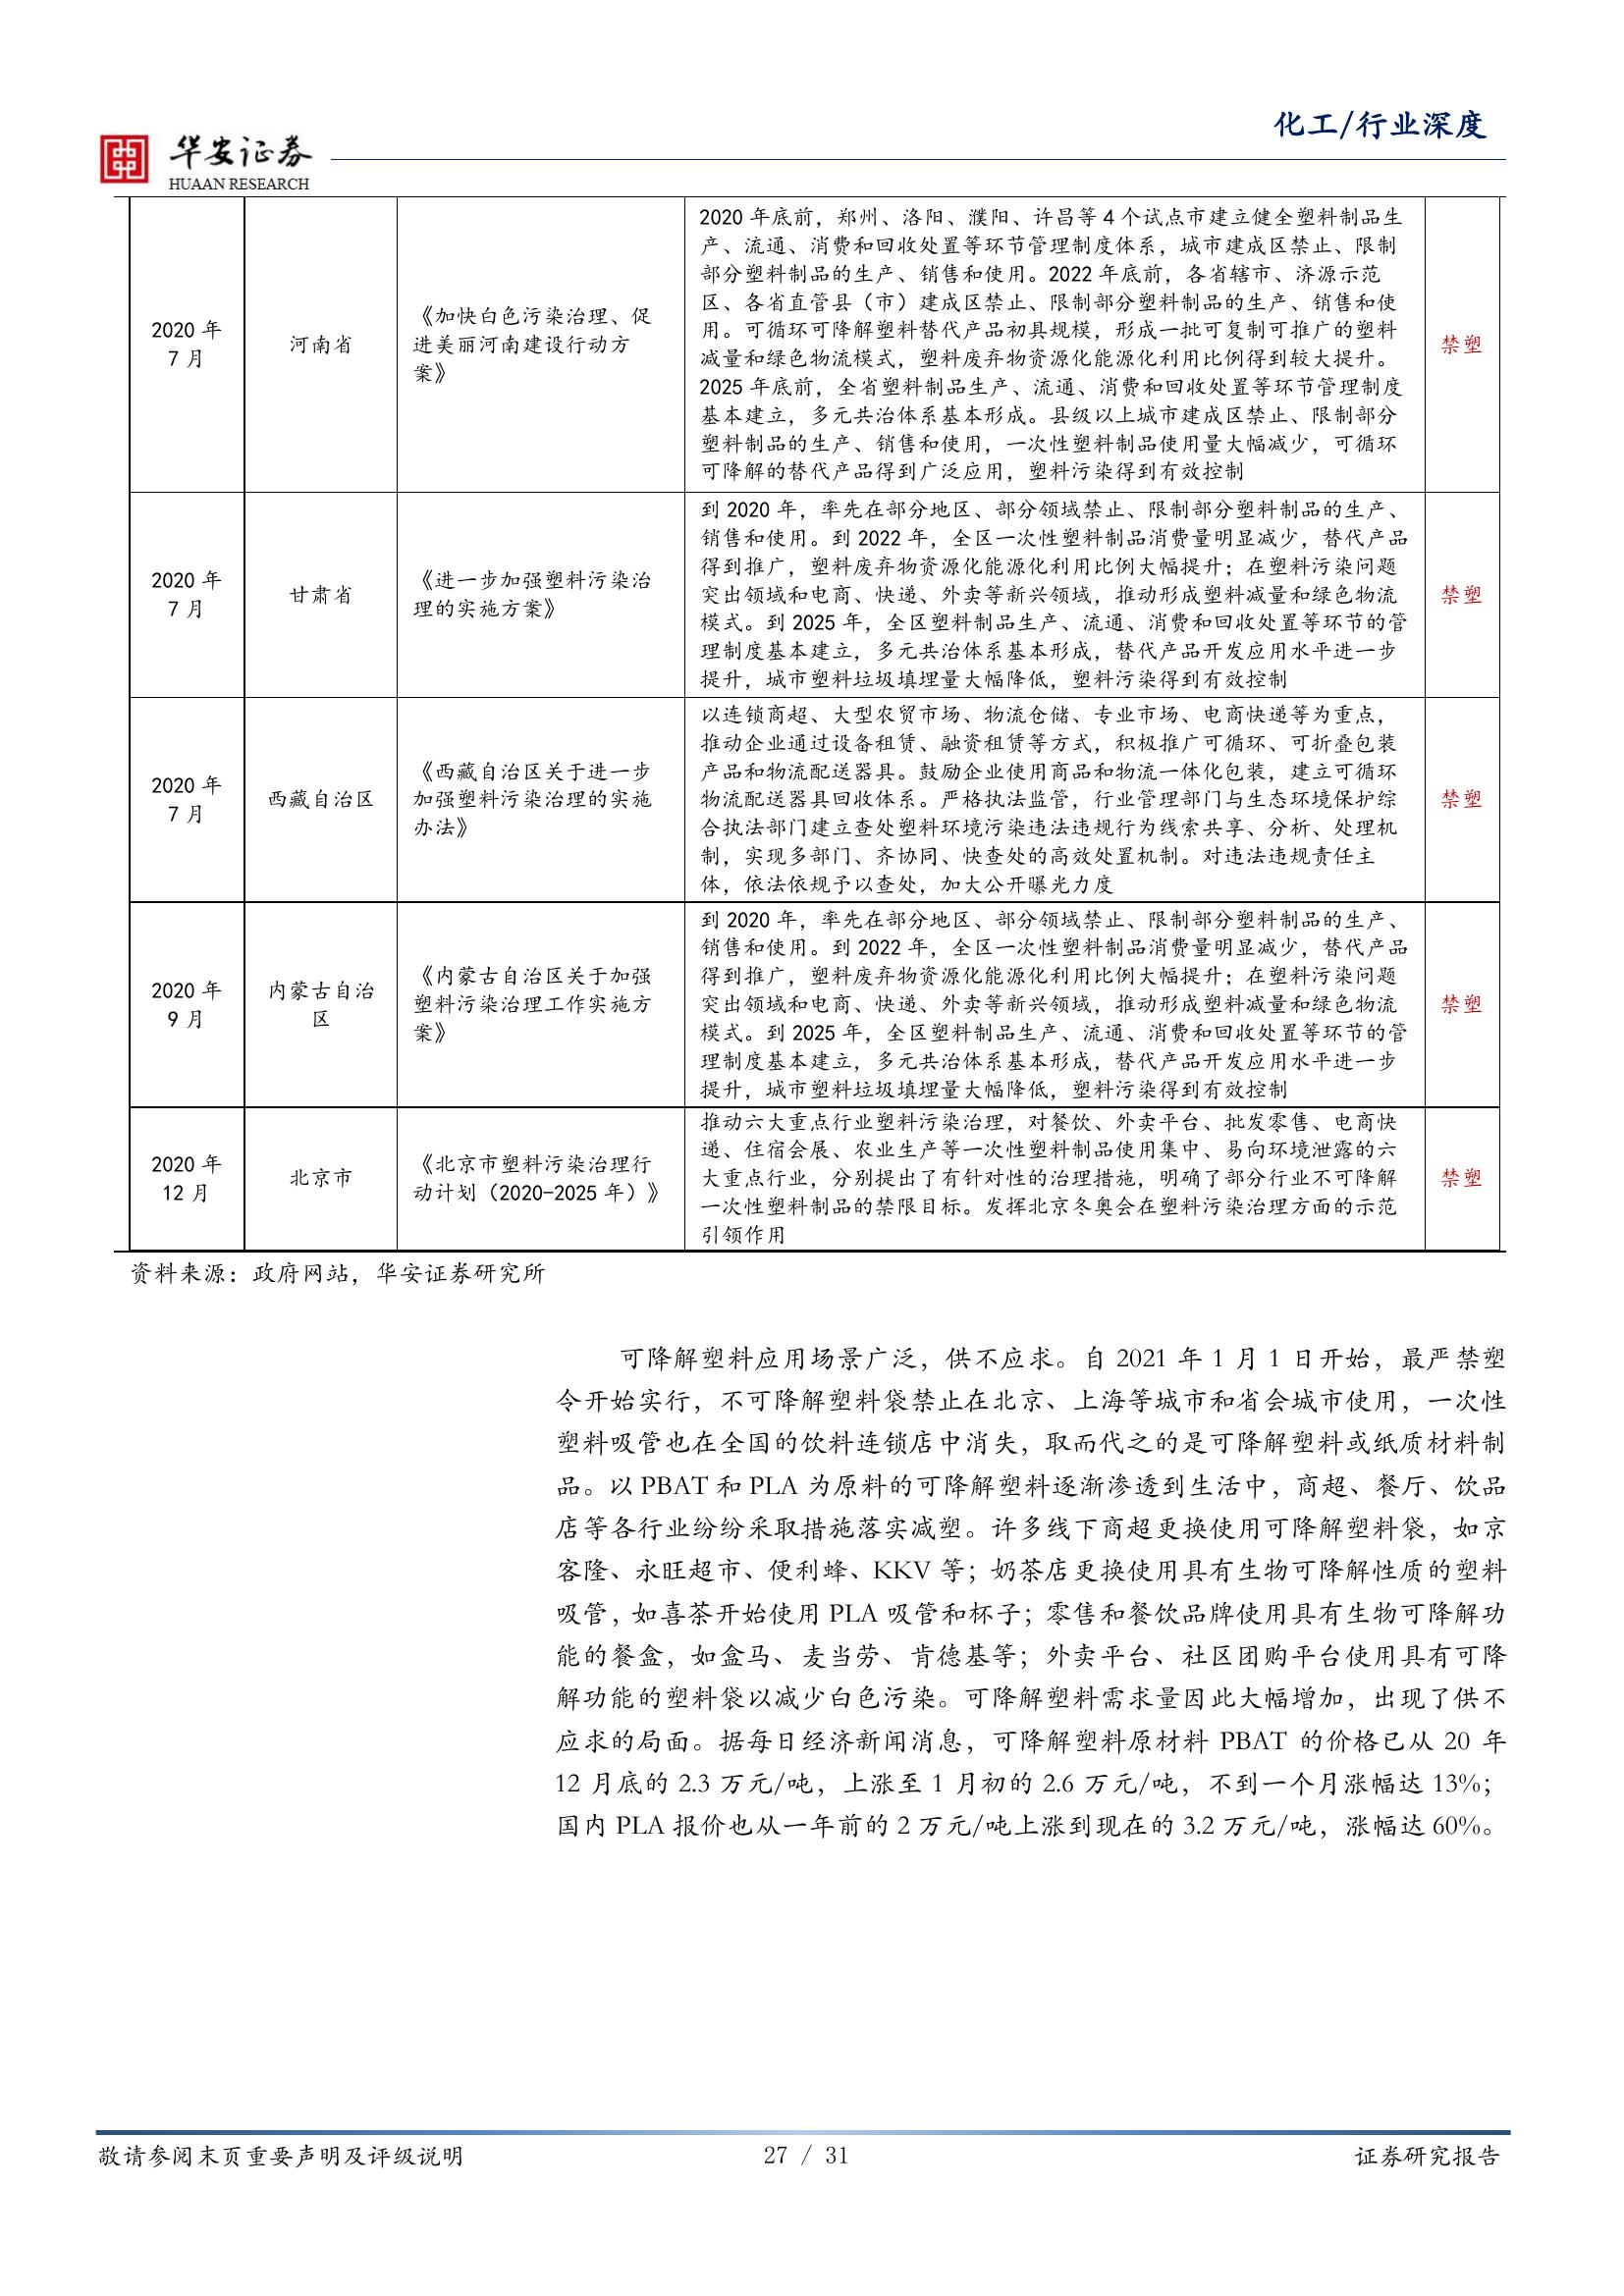 化工/行业深度
华安证券
HUAAN RESEARCH
2020 年
7 月
河南省
《加快白色污染治理、促
进美丽河南建设行动方
案》
2020 年底前，郑州、洛阳、濮阳、许昌等 4 个试点市建立健全塑料制品生
产、流通、消费和回收处置等环节管理制度体系，城市建成区禁止、限制
部分塑料制品的生产、销售和使用。2022 年底前，各省辖市、济源示范
区、各省直管县（市）建成区禁止、限制部分塑料制品的生产、销售和使
用。可循环可降解塑料替代产品初具规模，形成一批可复制可推广的塑料
减量和绿色物流模式，塑料废弃物资源化能源化利用比例得到较大提升。
2025 年底前，全省塑料制品生产、流通、消费和回收处置等环节管理制度
基本建立，多元共治体系基本形成。县级以上城市建成区禁止、限制部分
塑料制品的生产、销售和使用，一次性塑料制品使用量大幅减少，可循环
可降解的替代产品得到广泛应用，塑料污染得到有效控制
禁塑
2020 年
7 月
甘肃省
《进一步加强塑料污染治
理的实施方案》
到 2020 年，率先在部分地区、部分领域禁止、限制部分塑料制品的生产、
销售和使用。到 2022 年，全区一次性塑料制品消费量明显减少，替代产品
得到推广，塑料废弃物资源化能源化利用比例大幅提升；在塑料污染问题
突出领域和电商、快递、外卖等新兴领域，推动形成塑料减量和绿色物流
模式。到 2025 年，全区塑料制品生产、流通、消费和回收处置等环节的管
理制度基本建立，多元共治体系基本形成，替代产品开发应用水平进一步
提升，城市塑料垃圾填埋量大幅降低，塑料污染得到有效控制
禁塑
2020 年
7 月
西藏自治区
《西藏自治区关于进一步
加强塑料污染治理的实施
办法》
以连锁商超、大型农贸市场、物流仓储、专业市场、电商快递等为重点，
推动企业通过设备租赁、融资租赁等方式，积极推广可循环、可折叠包装
产品和物流配送器具。鼓励企业使用商品和物流一体化包装，建立可循环
物流配送器具回收体系。严格执法监管，行业管理部门与生态环境保护综
合执法部门建立查处塑料环境污染违法违规行为线索共享、分析、处理机
制，实现多部门、齐协同、快查处的高效处置机制。对违法违规责任主
体，依法依规予以查处，加大公开曝光力度
禁塑
2020 年
9 月
内蒙古自治
区
《内蒙古自治区关于加强
塑料污染治理工作实施方
案》
到 2020 年，率先在部分地区、部分领域禁止、限制部分塑料制品的生产、
销售和使用。到 2022 年，全区一次性塑料制品消费量明显减少，替代产品
得到推广，塑料废弃物资源化能源化利用比例大幅提升；在塑料污染问题
突出领域和电商、快递、外卖等新兴领域，推动形成塑料减量和绿色物流
模式。到 2025 年，全区塑料制品生产、流通、消费和回收处置等环节的管
理制度基本建立，多元共治体系基本形成，替代产品开发应用水平进一步
提升，城市塑料垃圾填埋量大幅降低，塑料污染得到有效控制
禁塑
2020 年
12 月
北京市
《北京市塑料污染治理行
动计划（2020-2025 年）》
推动六大重点行业塑料污染治理，对餐饮、外卖平台、批发零售、电商快
递、住宿会展、农业生产等一次性塑料制品使用集中、易向环境泄露的六
大重点行业，分别提出了有针对性的治理措施，明确了部分行业不可降解
一次性塑料制品的禁限目标。发挥北京冬奥会在塑料污染治理方面的示范
引领作用
禁塑
资料来源：政府网站，华安证券研究所
可降解塑料应用场景广泛，供不应求。自 2021 年 1 月 1 日开始，最严禁塑
令开始实行，不可降解塑料袋禁止在北京、上海等城市和省会城市使用，一次性
塑料吸管也在全国的饮料连锁店中消失，取而代之的是可降解塑料或纸质材料制
品。以 PBAT 和 PLA 为原料的可降解塑料逐渐渗透到生活中，商超、餐厅、饮品
店等各行业纷纷采取措施落实减塑。许多线下商超更换使用可降解塑料袋，如京
客隆、永旺超市、便利蜂、KKV 等；奶茶店更换使用具有生物可降解性质的塑料
吸管，如喜茶开始使用 PLA 吸管和杯子；零售和餐饮品牌使用具有生物可降解功
能的餐盒，如盒马、麦当劳、肯德基等；外卖平台、社区团购平台使用具有可降
解功能的塑料袋以减少白色污染。可降解塑料需求量因此大幅增加，出现了供不
应求的局面。据每日经济新闻消息，可降解塑料原材料 PBAT 的价格已从 20 年
12 月底的 2.3 万元/吨，上涨至 1 月初的 2.6 万元/吨，不到一个月涨幅达 13%；
国内 PLA 报价也从一年前的 2 万元/吨上涨到现在的 3.2 万元/吨，涨幅达 60%。
敬请参阅末页重要声明及评级说明
27 / 31
证券研究报告